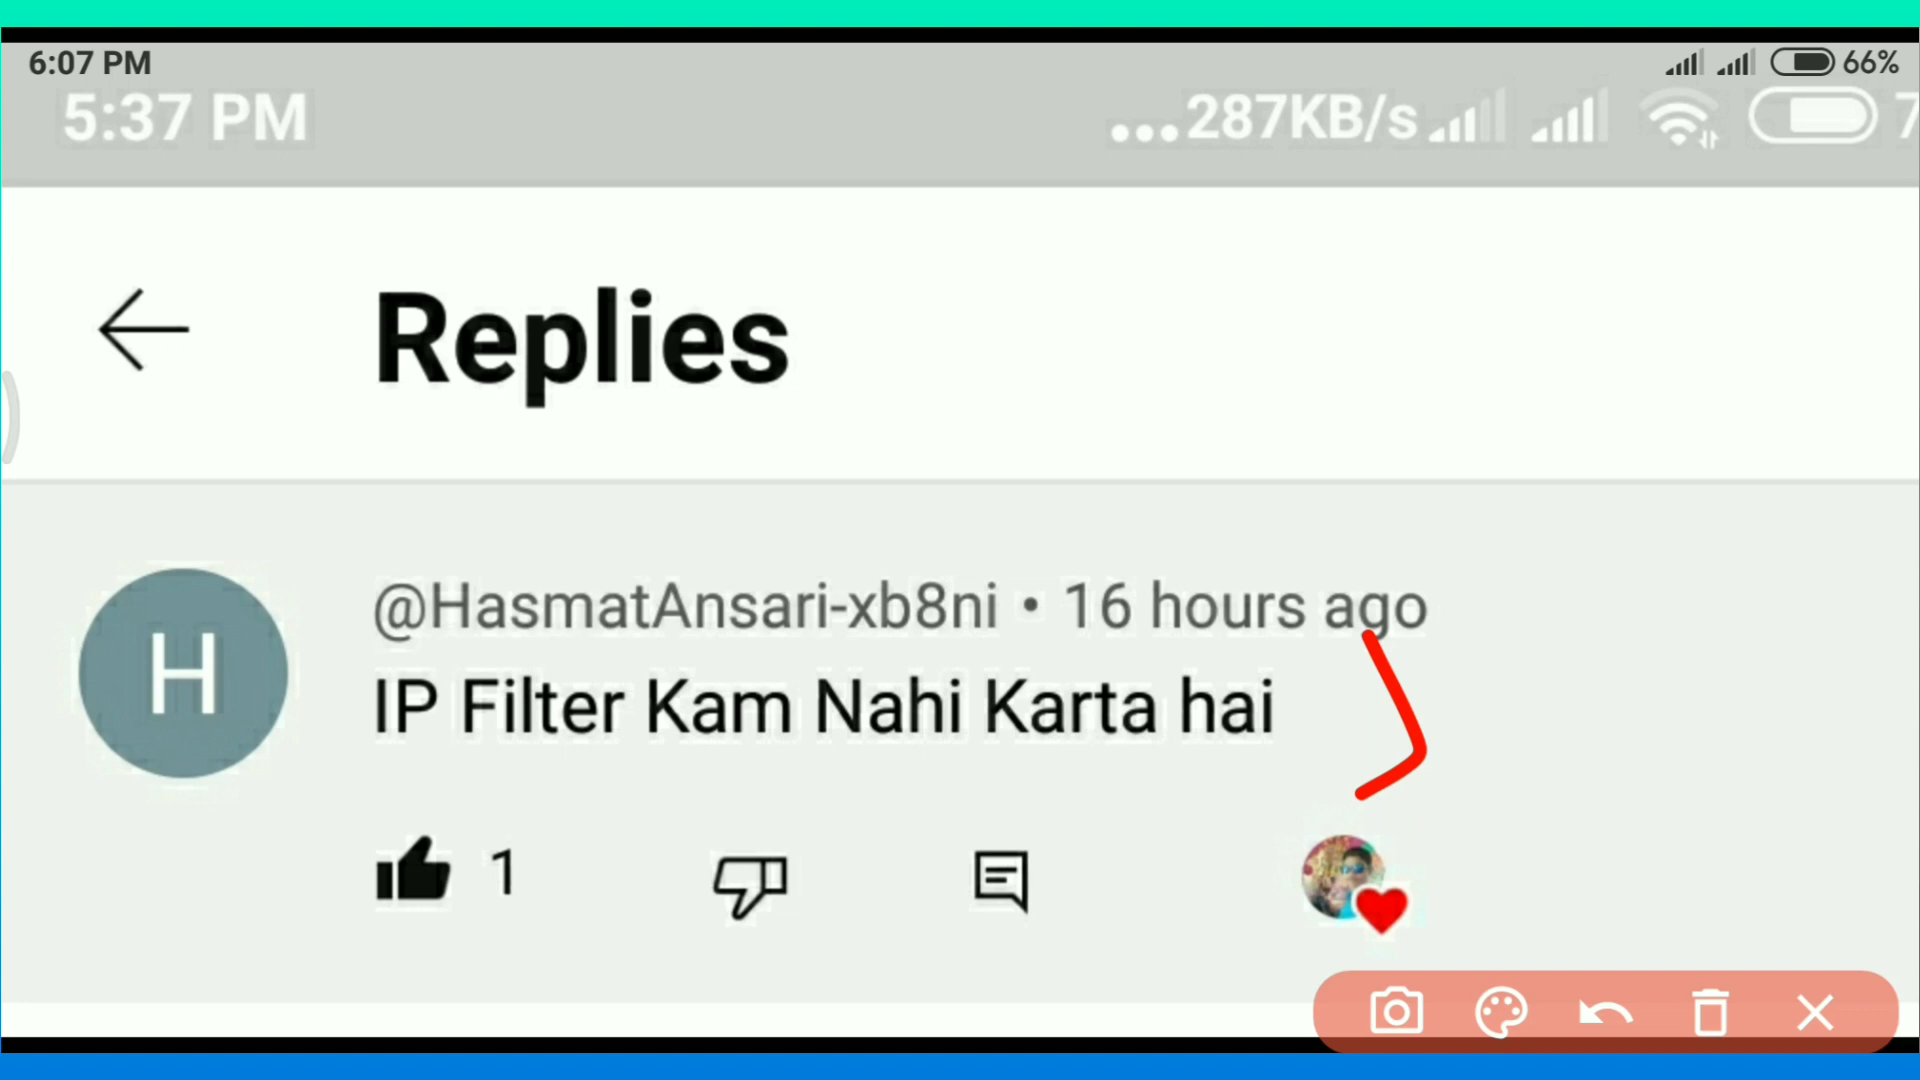 6:07 PM 66%
5:37 PM ...287KB/s 7
Replies
H
@HasmatAnsari-xb8ni • 16 hours ago
IP Filter Kam Nahi Karta hai
1